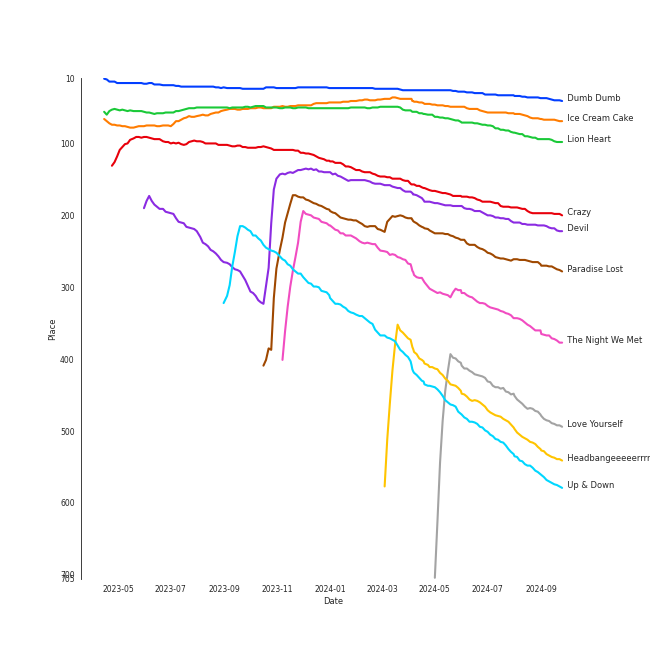 10
Dumb Dumb
Ice Cream Cake
Lion Heart
100
Crazy
200
Devil
Paradise Lost
300
Place
The Night We Met
400
Love Yourself
500
Headbangeeeeerrrr
Up & Down
600
700
705
2023-05 2023-07 2023-09 2023-11 2024-01 2024-03 2024-05 2024-07 2024-09
Date